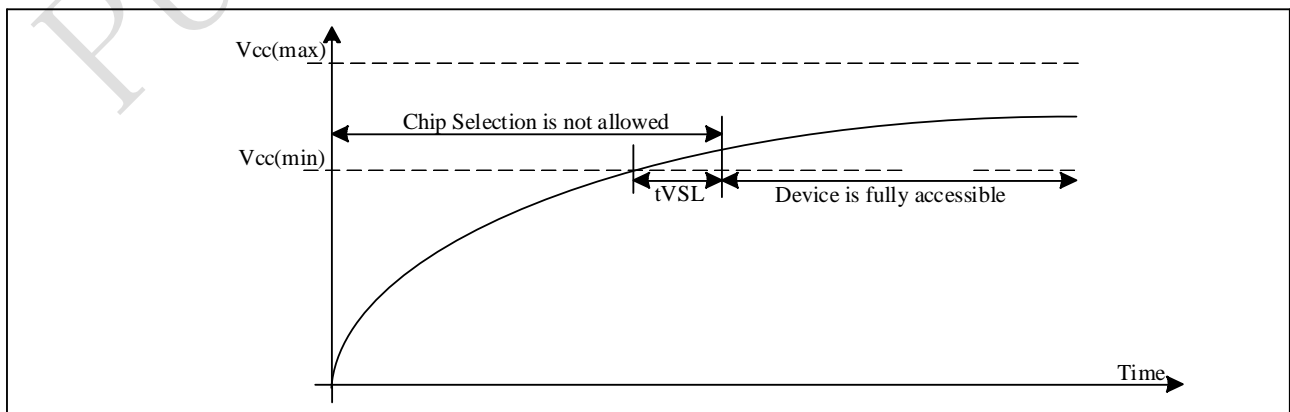 Vcc(max)
Chip Selection is not allowed
Vcc(min)
tVSL
Device is fully accessible
Time